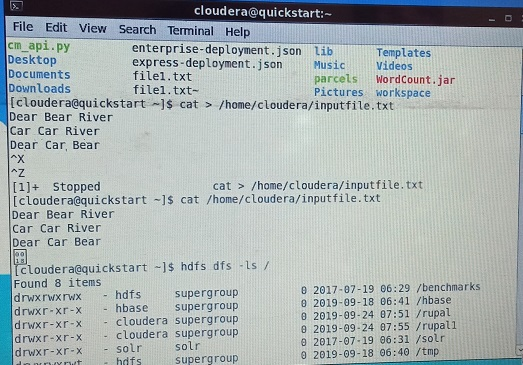 cloudera@quickstart:~
File Edit View Search Terminal Help
cm_api.py enterprise-deployment.json lib Templates
Desktop express-deployment.json Music Videos
Documents file1.txt parcels WordCount.jar
Downloads file1.txt~ Pictures workspace
[cloudera@quickstart ~]$ cat > /home/cloudera/inputfile.txt
Dear Bear River
Car Car River
Dear Car Bear
^X
^Z
[1]+ Stopped cat > /home/cloudera/inputfile.txt
[cloudera@quickstart ~]$ cat /home/cloudera/inputfile.txt
Dear Bear River
Car Car River
Dear Car Bear
[cloudera@quickstart ~]$ hdfs dfs -ls /
Found 8 items
drwxrwxrwx - hdfs supergroup 0 2017-07-19 06:29 /benchmarks
drwxr-xr-x - hbase supergroup 0 2019-09-18 06:41 /hbase
drwxr-xr-x - cloudera supergroup 0 2019-09-24 07:51 /rupal
drwxr-xr-x - cloudera supergroup 0 2019-09-24 07:55 /rupal1
drwxr-xr-x - solr solr 0 2017-07-19 06:31 /solr
drwxrwxrwt - hdfs supergroup 0 2019-09-18 06:40 /tmp